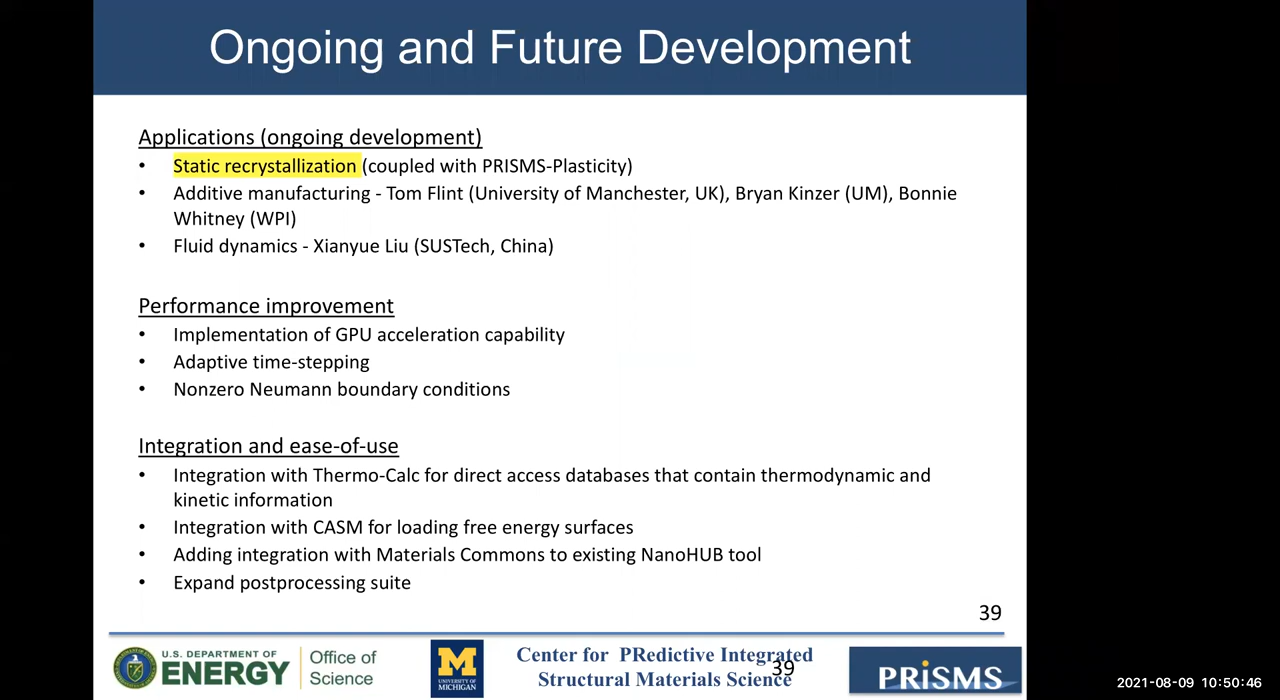 Ongoing and Future Development
Applications (ongoing development)
• Static recrystallization (coupled with PRISMS-Plasticity)
• Additive manufacturing - Tom Flint (University of Manchester, UK), Bryan Kinzer (UM), Bonnie
Whitney (WPI)
• Fluid dynamics - Xianyue Liu (SUSTech, China)
Performance improvement
• Implementation of GPU acceleration capability
• Adaptive time-stepping
• Nonzero Neumann boundary conditions
Integration and ease-of-use
• Integration with Thermo-Calc for direct access databases that contain thermodynamic and
kinetic information
• Integration with CASM for loading free energy surfaces
• Adding integration with Materials Commons to existing NanoHUB tool
• Expand postprocessing suite
39
U.S. DEPARTMENT OF
ENERGY
Office of
Science
M
UNIVERSITY OF
MICHIGAN
Center for PRedictive Integrated
Structural Materials Science
39
PRiSMS
2021-08-09 10:50:46